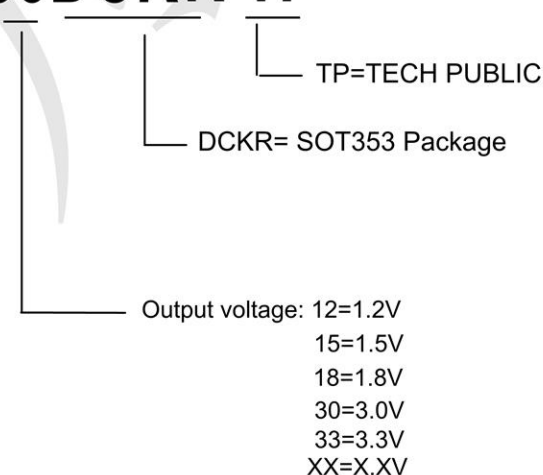 TP=TECH PUBLIC
DCKR= SOT353 Package
Output voltage: 12=1.2V
15=1.5V
18=1.8V
30=3.0V
33=3.3V
XX=X.XV